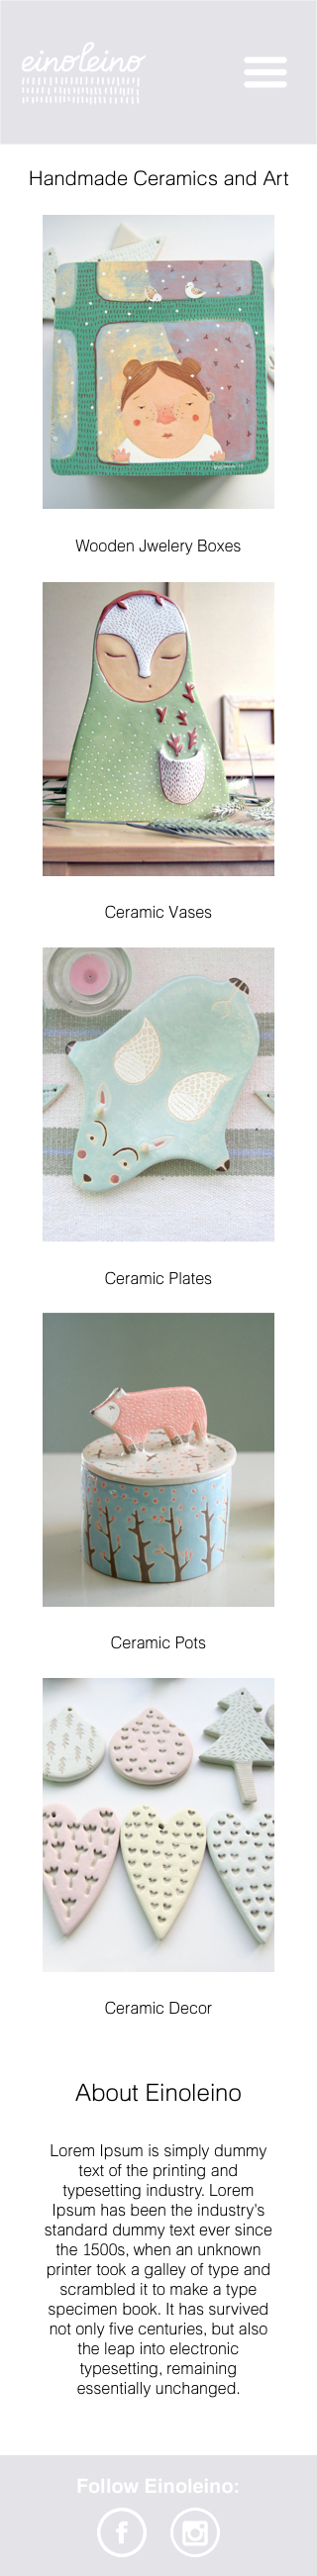 einoleino
Handmade Ceramics and Art
Wooden Jwelery Boxes
Ceramic Vases
Ceramic Plates
Ceramic Pots
Ceramic Decor
About Einoleino
Lorem Ipsum is simply dummy
text of the printing and
typesetting industry. Lorem
Ipsum has been the industry's
standard dummy text ever since
the 1500s, when an unknown
printer took a galley of type and
scrambled it to make a type
specimen book. It has survived
not only five centuries, but also
the leap into electronic
typesetting, remaining
essentially unchanged.
Follow Einoleino: